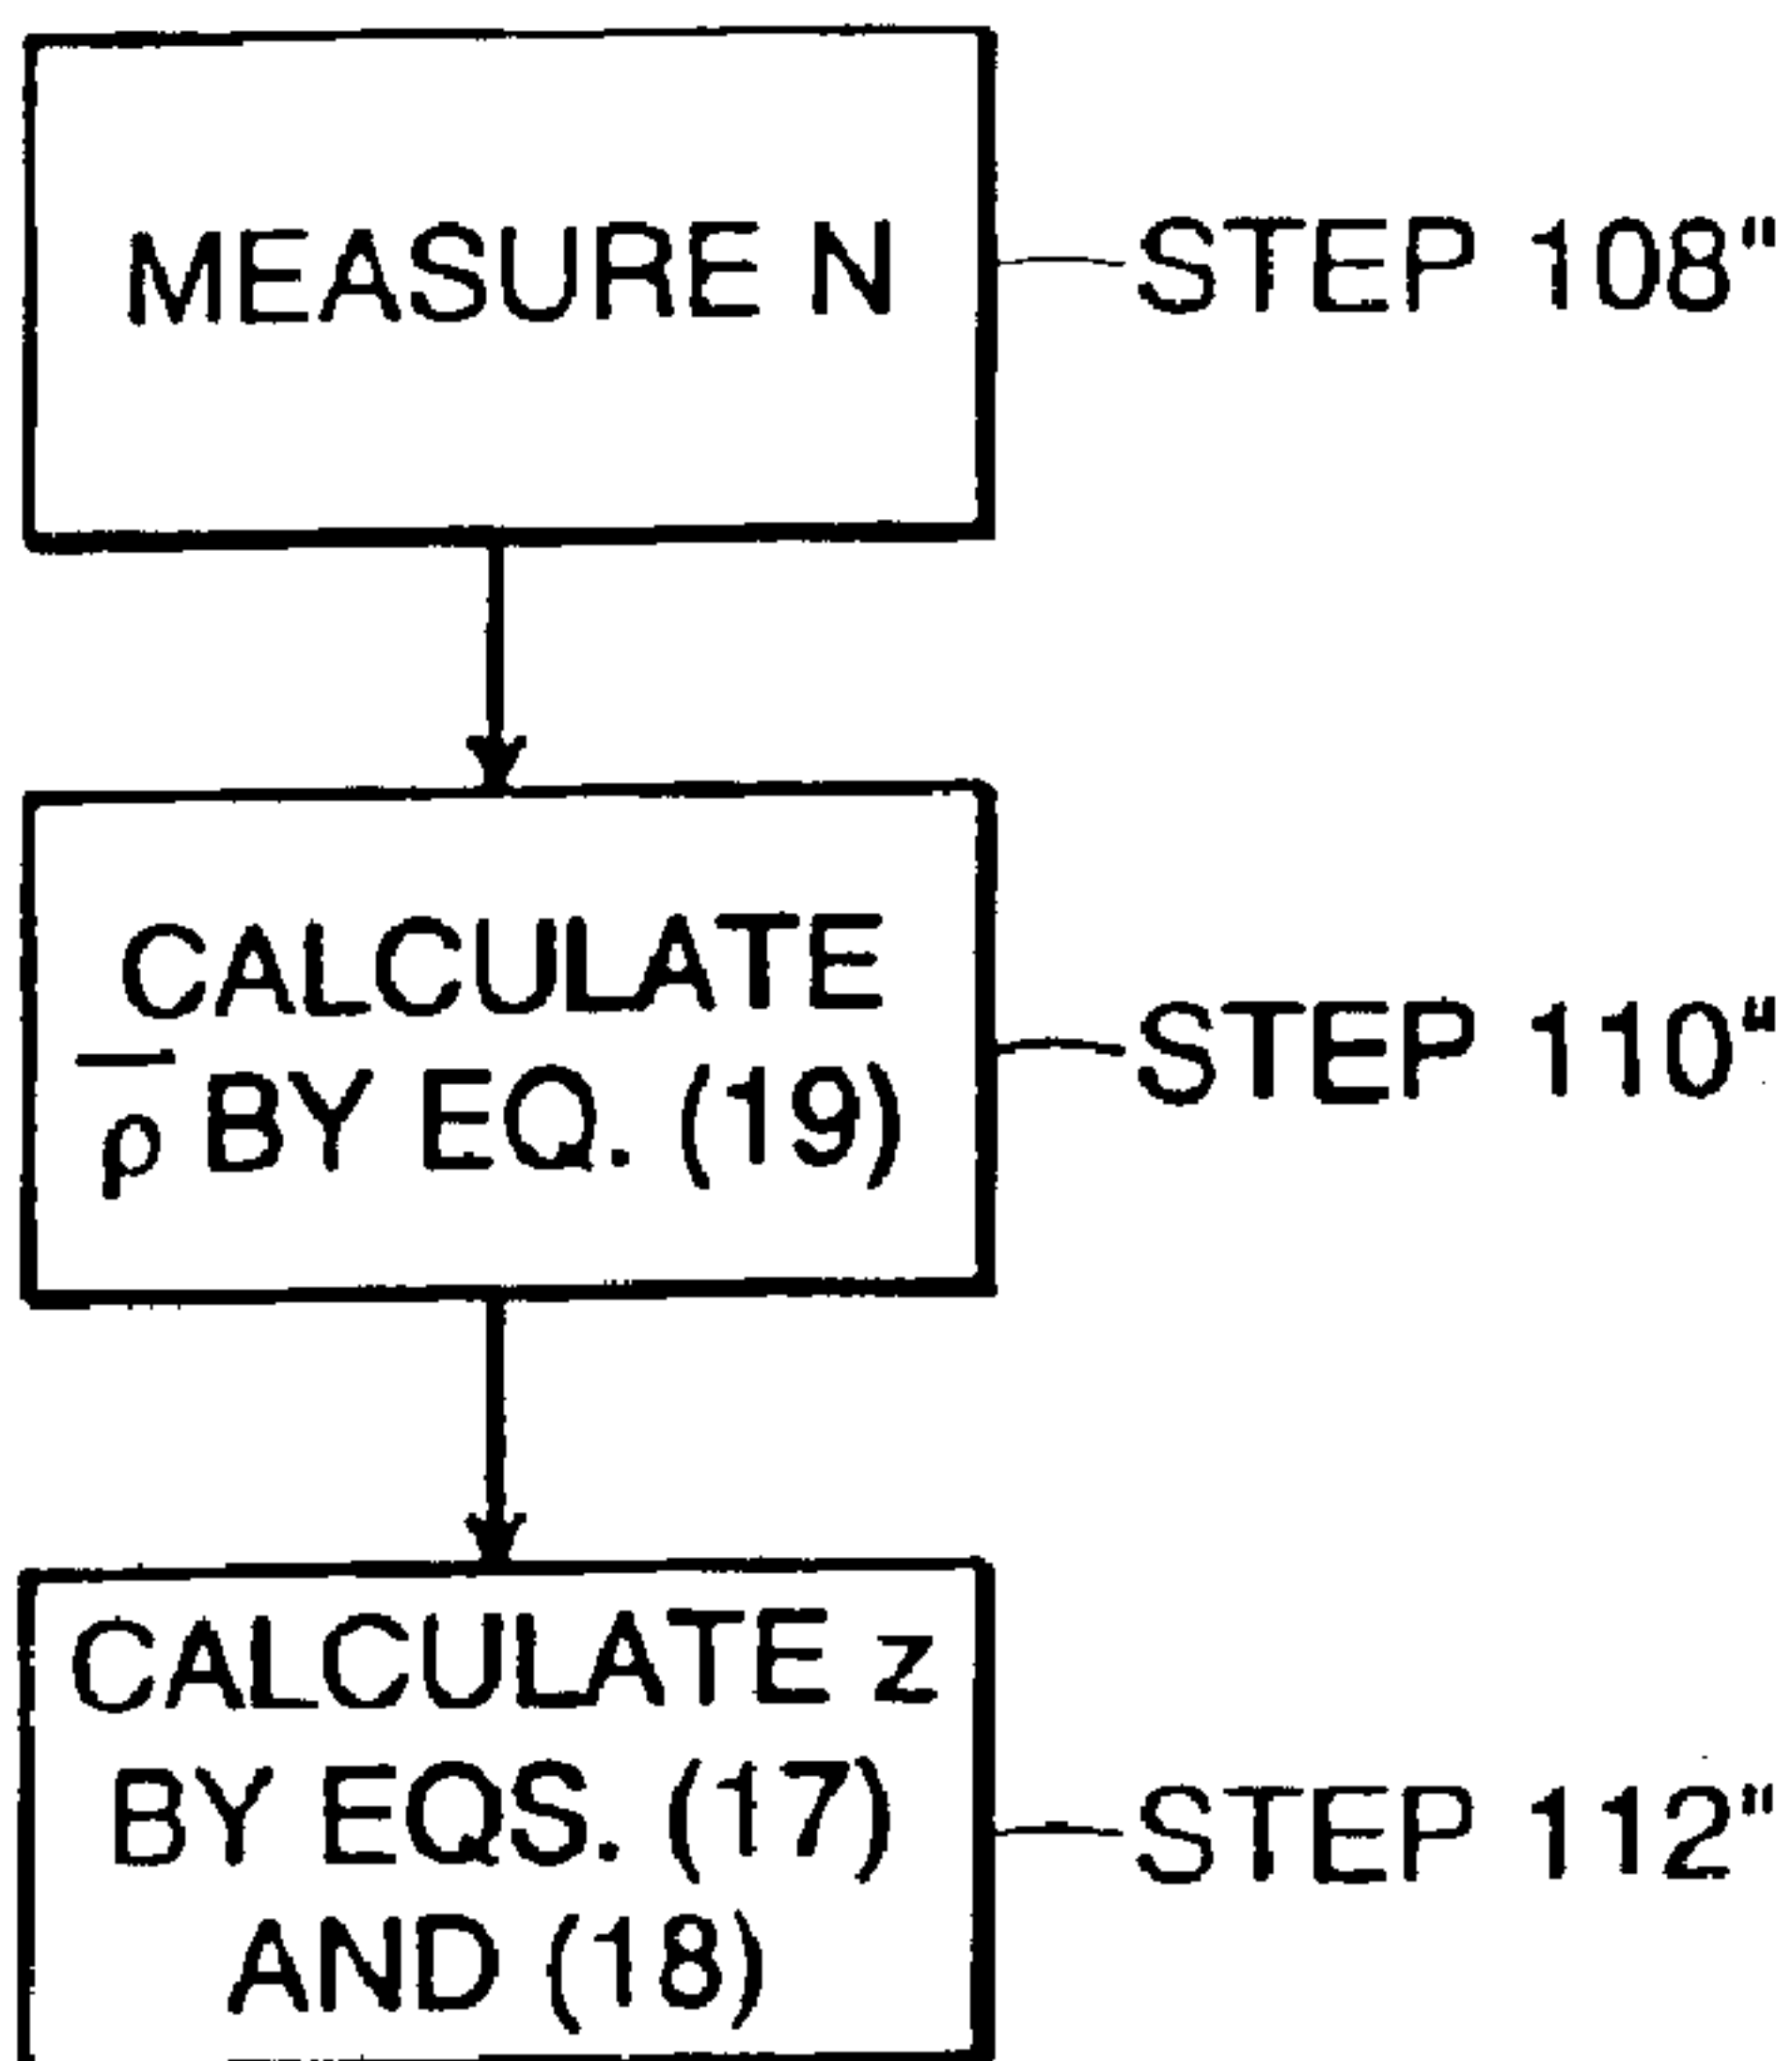 MEASURE N
STEP 108"
CALCULATE
ρ̅ BY EQ. (19)
STEP 110"
CALCULATE z
BY EQS. (17)
AND (18)
STEP 112"